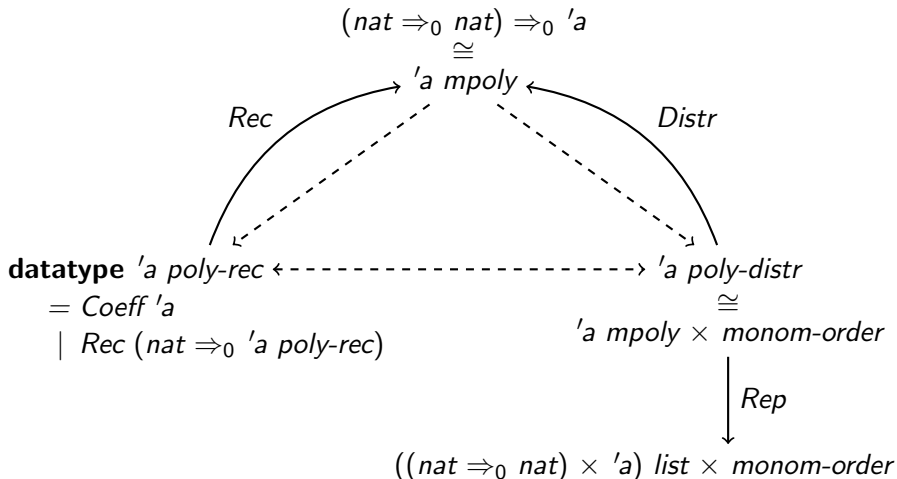 (nat ⇒₀ nat) ⇒₀ 'a
≅
'a mpoly
Rec
Distr
datatype 'a poly-rec
= Coeff 'a
| Rec (nat ⇒₀ 'a poly-rec)
'a poly-distr
≅
'a mpoly × monom-order
Rep
((nat ⇒₀ nat) × 'a) list × monom-order